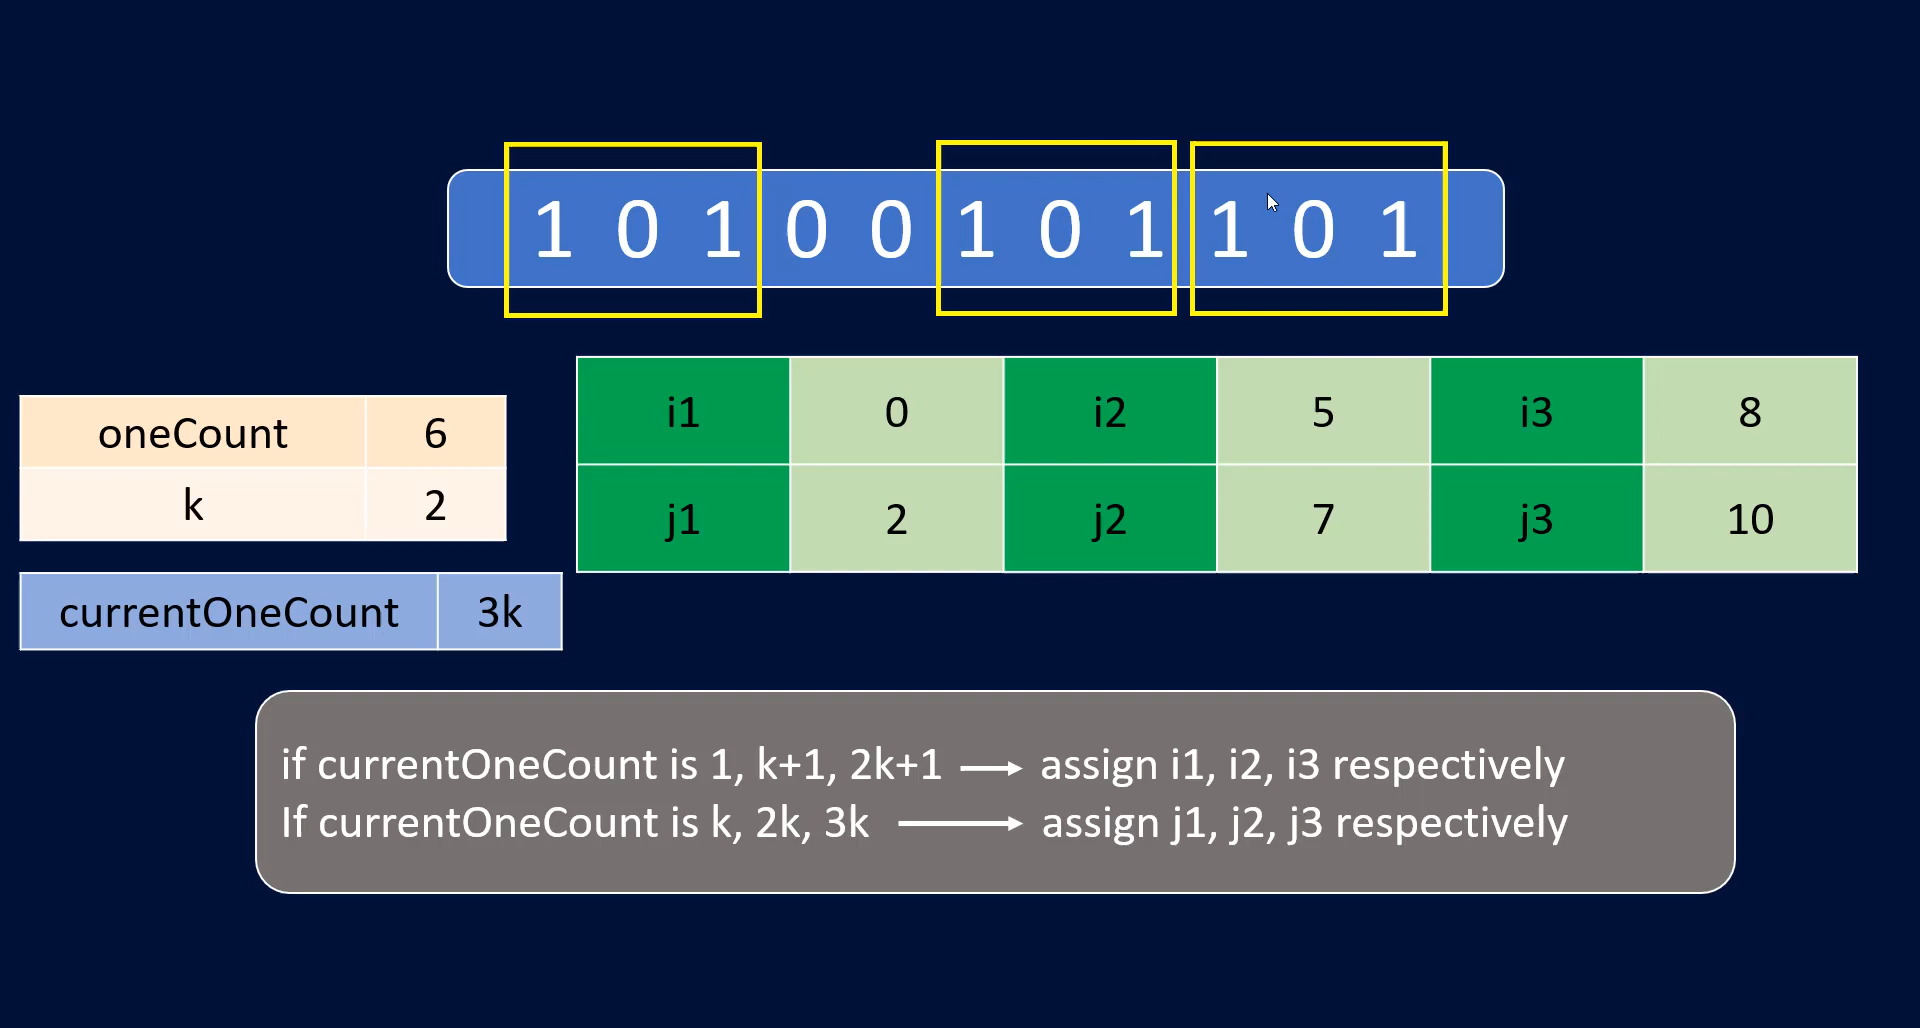 1 0 1 0 0 1 0 1 1 0 1
i1 0 i2 5 i3 8
j1 2 j2 7 j3 10
oneCount 6
k 2
currentOneCount 3k
if currentOneCount is 1, k+1, 2k+1 → assign i1, i2, i3 respectively
If currentOneCount is k, 2k, 3k → assign j1, j2, j3 respectively